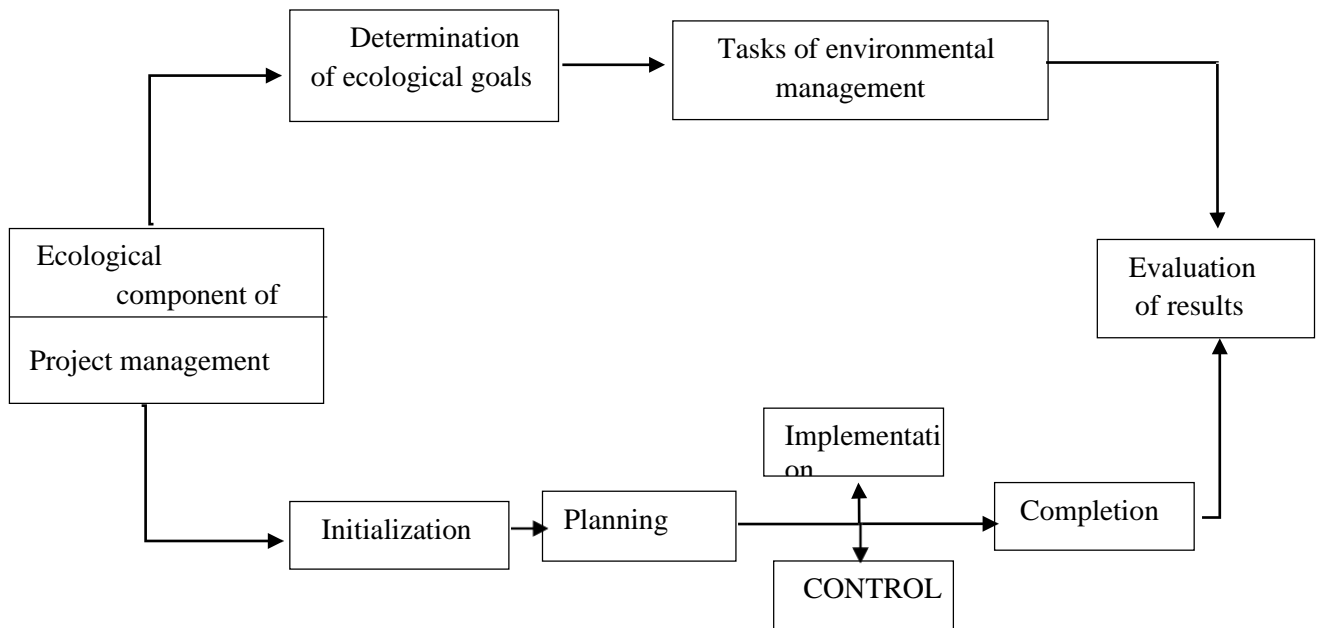 Determination
of ecological goals
Tasks of environmental
management
Ecological
component of
Project management
Evaluation
of results
Implementati
on
Initialization
Planning
Completion
CONTROL